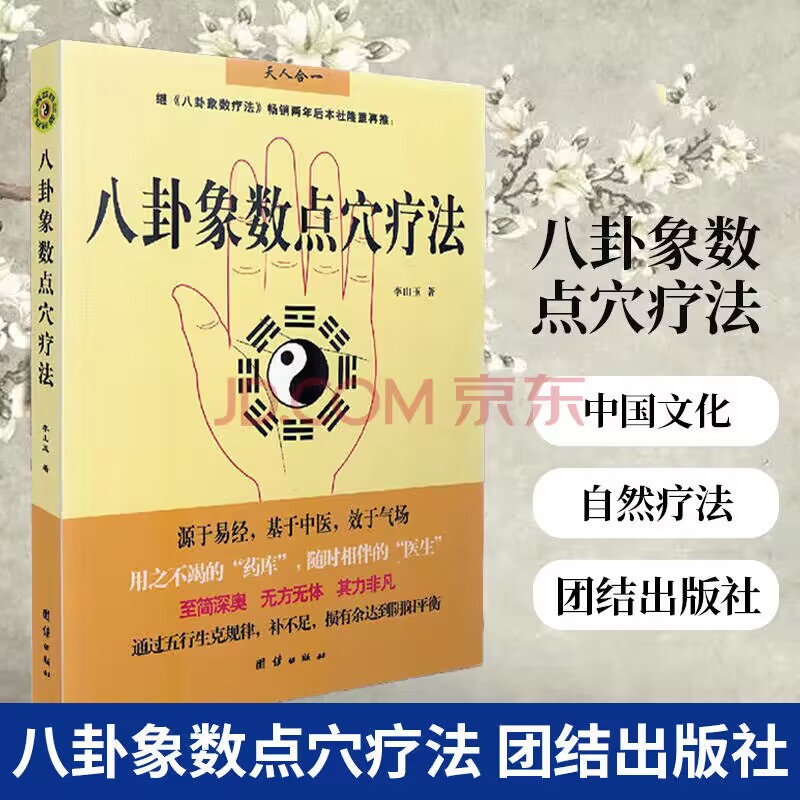 天人合一
继《八卦象数疗法》畅销两年后本社隆重再推：
八卦象数点穴疗法
李山玉 著
源于易经，基于中医，效于气场
用之不竭的“药库”，随时相伴的“医生”
至简深奥 无方无体 其力非凡
通过五行生克规律，补不足，损有余达到阴阳平衡
团结出版社
八卦象数点穴疗法
李山玉 著
JD.COM 京东
八卦象数
点穴疗法
中国文化
自然疗法
团结出版社
八卦象数点穴疗法 团结出版社